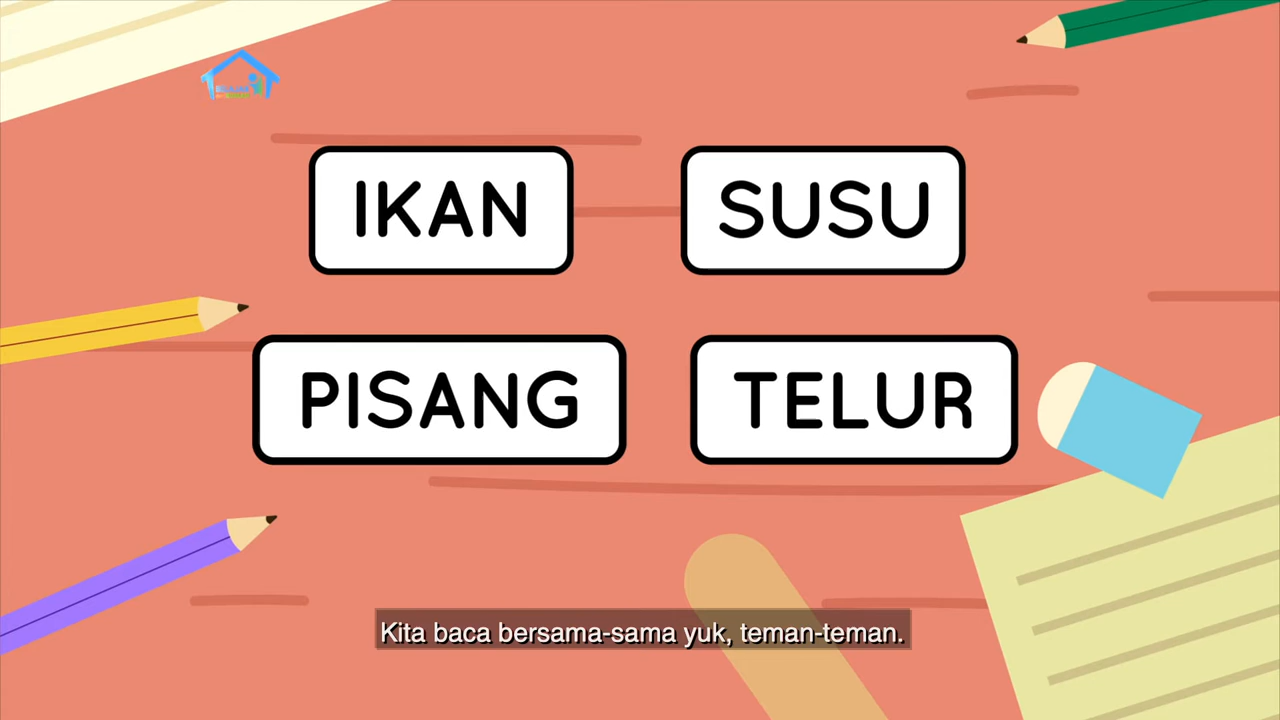 IKAN
SUSU
PISANG
TELUR
Kita baca bersama-sama yuk, teman-teman.